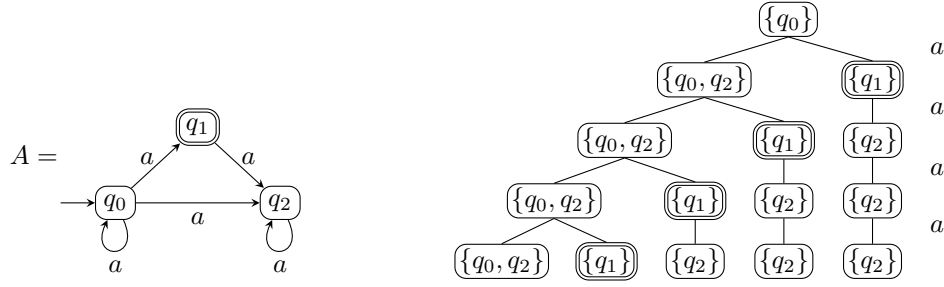 {q₀}
a
{q₀, q₂} {q₁}
a
{q₀, q₂} {q₁} {q₂}
a
{q₀, q₂} {q₁} {q₂} {q₂}
a
{q₀, q₂} {q₁} {q₂} {q₂} {q₂}
A =
q₁
a a
q₀ a q₂
a a